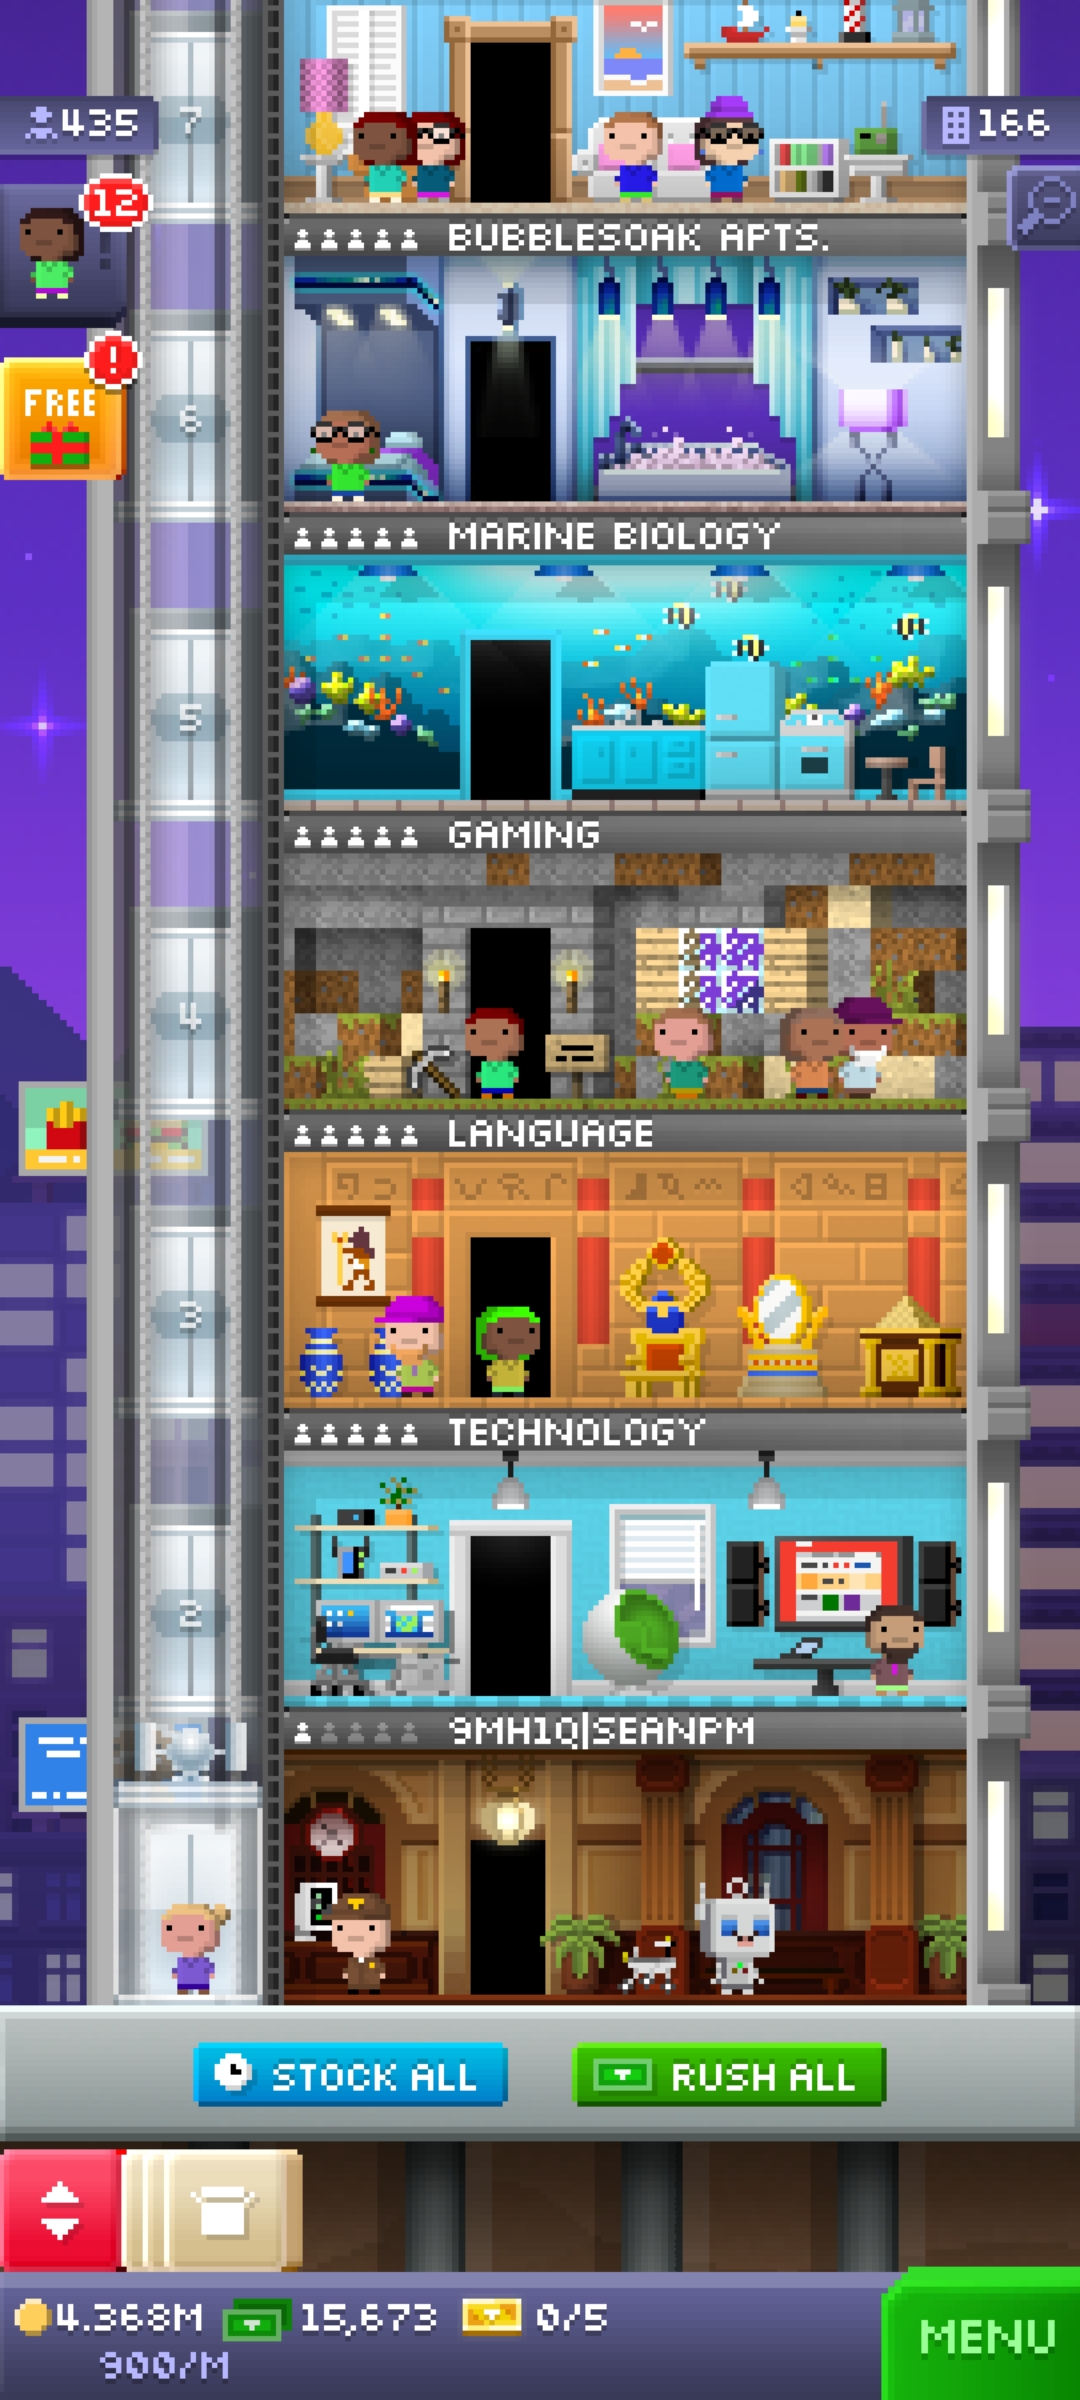 7
435
166
12
BUBBLESOAK APTS.
FREE
6
MARINE BIOLOGY
5
GAMING
4
LANGUAGE
3
TECHNOLOGY
2
9MH1Q|SEANPM
STOCK ALL
RUSH ALL
4.368M
15,673
0/5
900/M
MENU